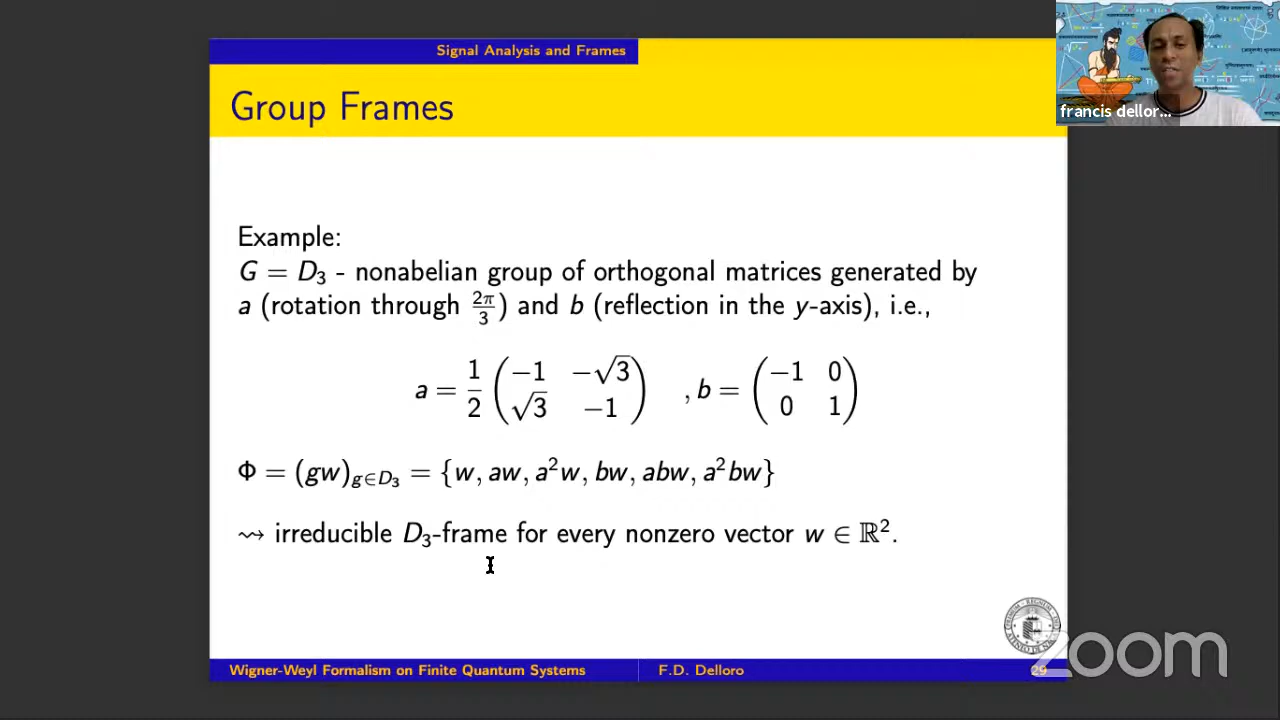 Signal Analysis and Frames
Group Frames
francis dellor...
Example:
G = D₃ - nonabelian group of orthogonal matrices generated by
a (rotation through 2π/3) and b (reflection in the y-axis), i.e.,
a = 1/2 (−1 −√3; √3 −1) , b = (−1 0; 0 1)
Φ = (gw)g∈D₃ = {w, aw, a²w, bw, abw, a²bw}
⇝ irreducible D₃-frame for every nonzero vector w ∈ ℝ².
Wigner-Weyl Formalism on Finite Quantum Systems
F.D. Delloro
29
zoom